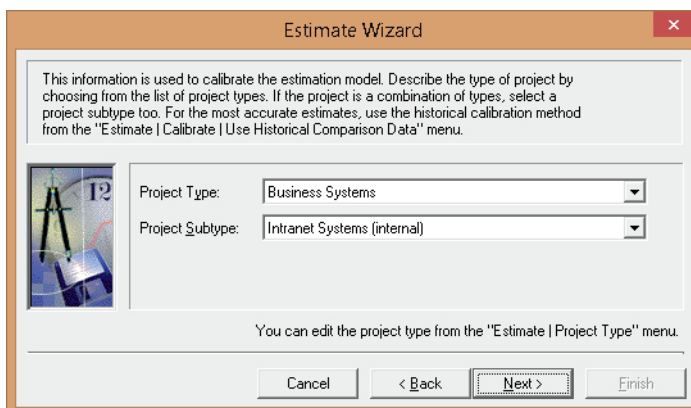 Estimate Wizard
This information is used to calibrate the estimation model. Describe the type of project by
choosing from the list of project types. If the project is a combination of types, select a
project subtype too. For the most accurate estimates, use the historical calibration method
from the "Estimate | Calibrate | Use Historical Comparison Data" menu.
12
Project Type: Business Systems
Project Subtype: Intranet Systems (internal)
You can edit the project type from the "Estimate | Project Type" menu.
Cancel < Back Next > Finish